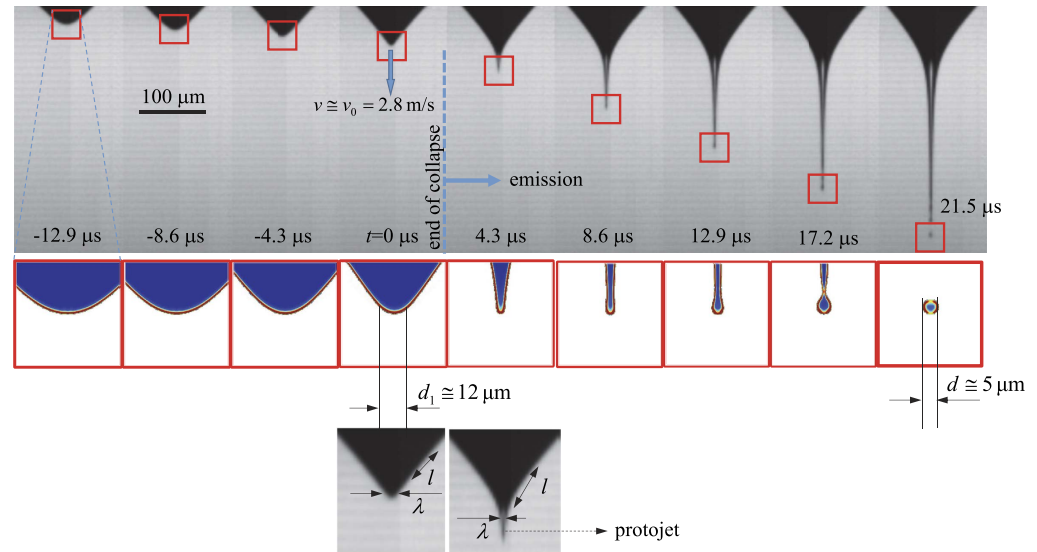 100 μm
v ≅ v₀ = 2.8 m/s
end of collapse
emission
-12.9 μs
-8.6 μs
-4.3 μs
t=0 μs
4.3 μs
8.6 μs
12.9 μs
17.2 μs
21.5 μs
d₁ ≅ 12 μm
d ≅ 5 μm
l
λ
l
λ
protojet